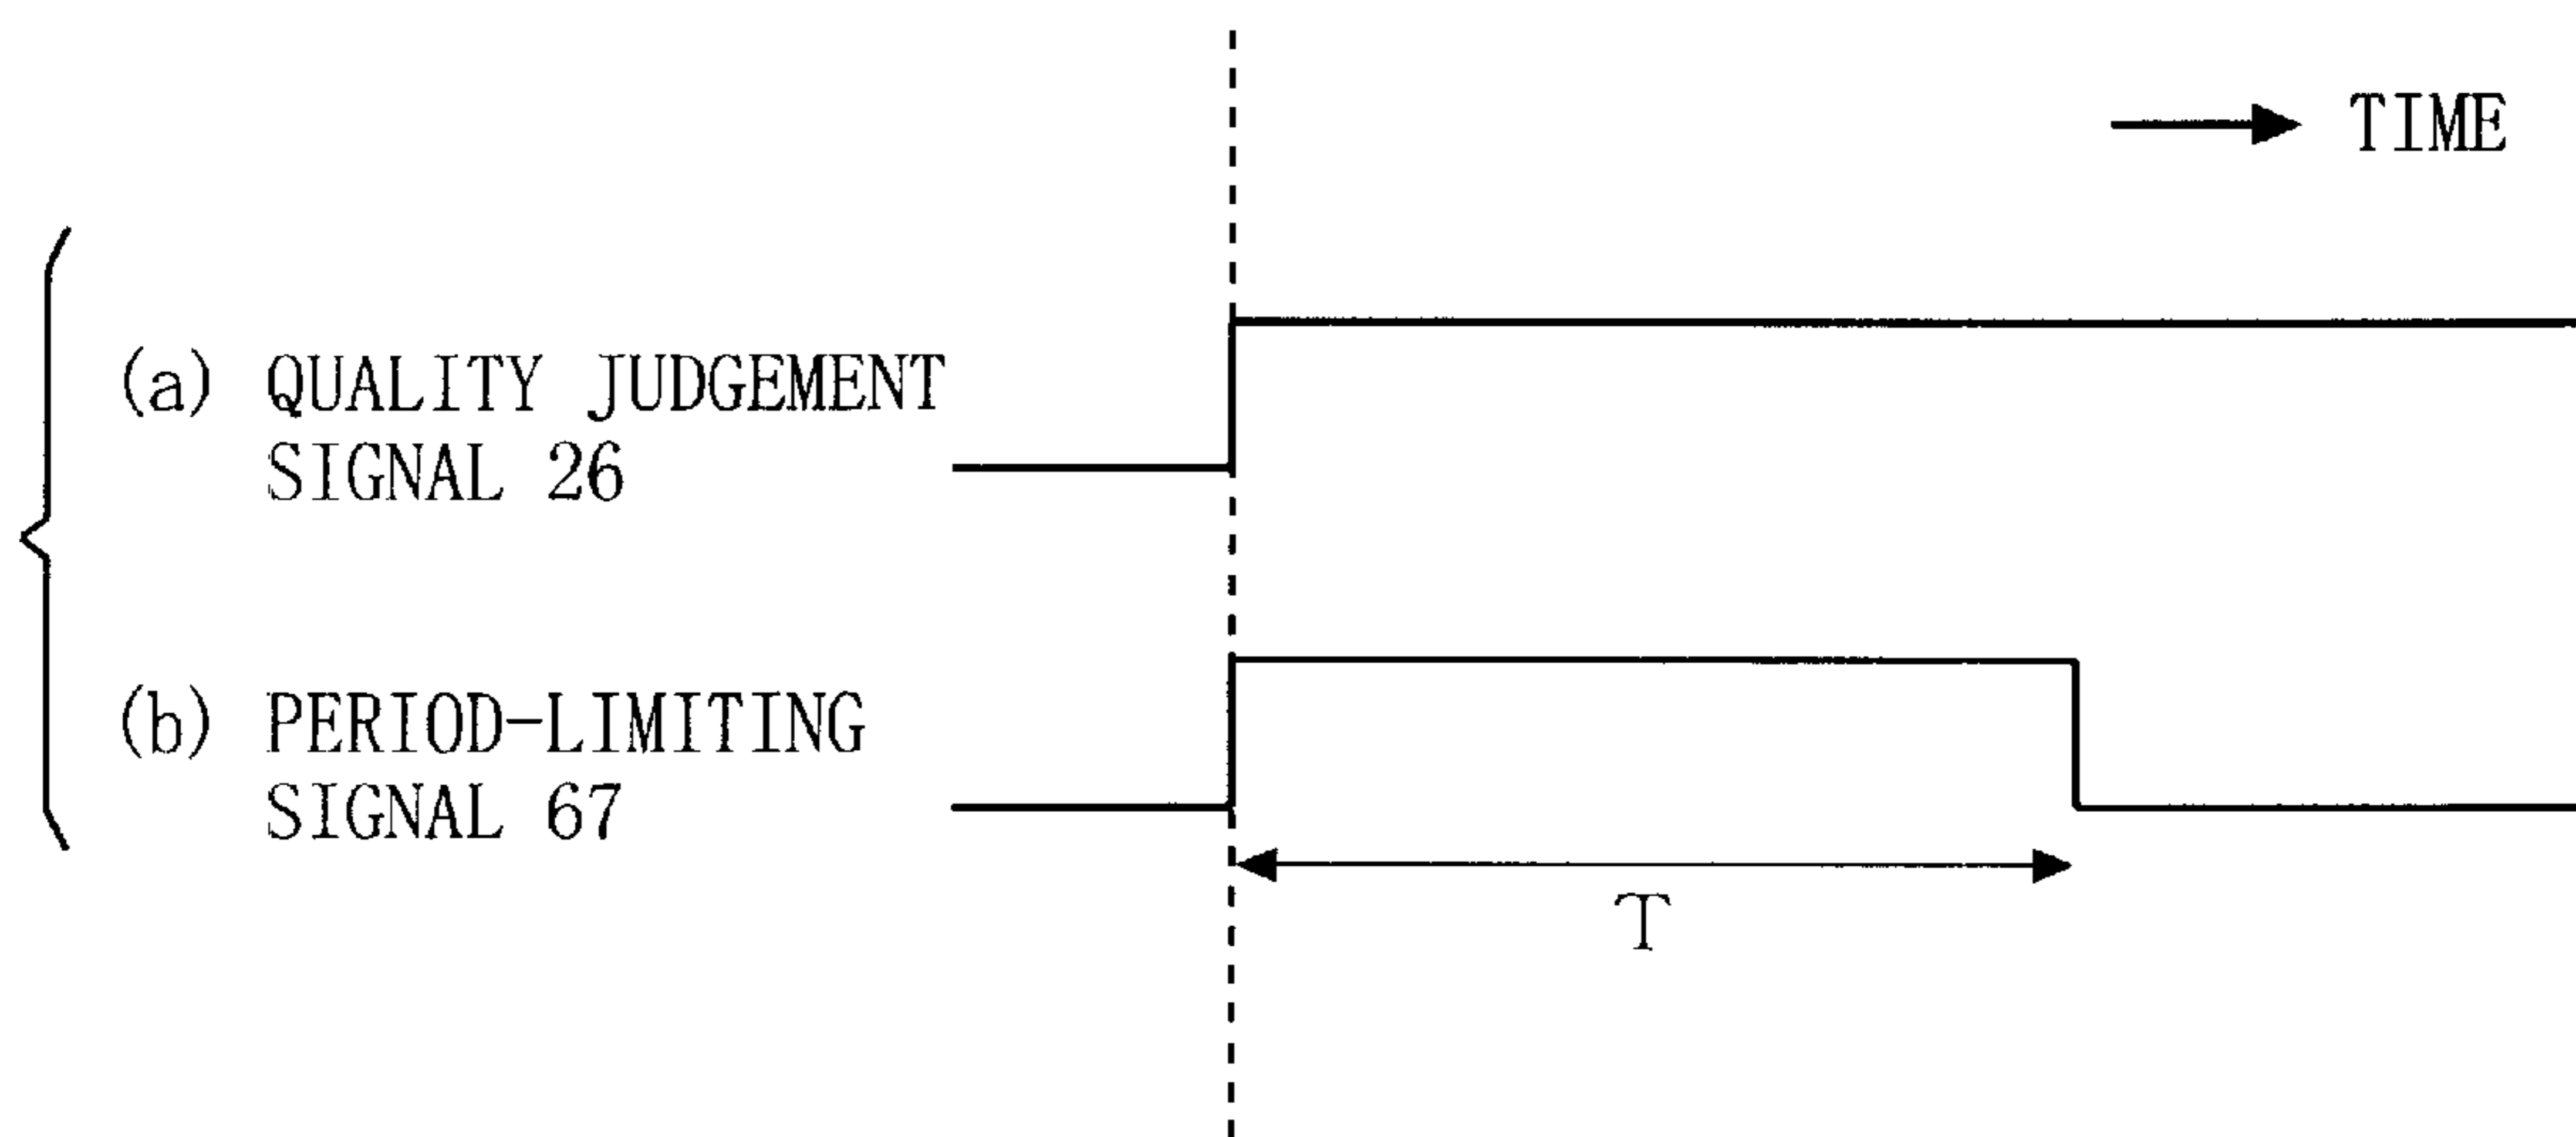 TIME
(a) QUALITY JUDGEMENT
SIGNAL 26
(b) PERIOD-LIMITING
SIGNAL 67
T